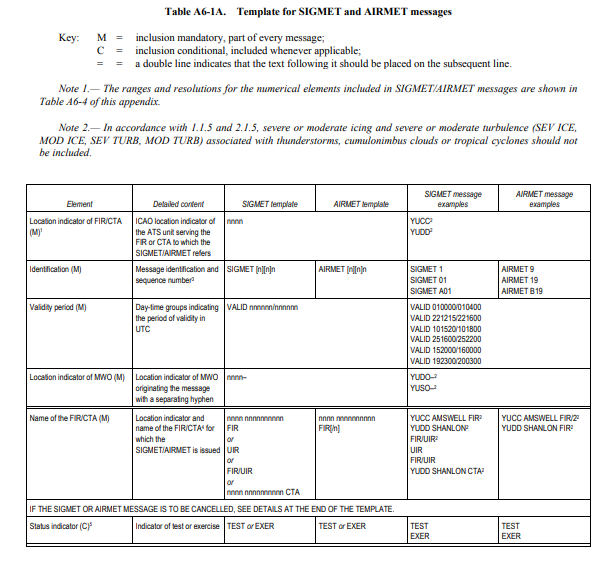 Table A6-1A. Template for SIGMET and AIRMET messages
Key: M = inclusion mandatory, part of every message;
C = inclusion conditional, included whenever applicable;
= = a double line indicates that the text following it should be placed on the subsequent line.
Note 1.— The ranges and resolutions for the numerical elements included in SIGMET/AIRMET messages are shown in
Table A6-4 of this appendix.
Note 2.— In accordance with 1.1.5 and 2.1.5, severe or moderate icing and severe or moderate turbulence (SEV ICE,
MOD ICE, SEV TURB, MOD TURB) associated with thunderstorms, cumulonimbus clouds or tropical cyclones should not
be included.
Element
Detailed content
SIGMET template
AIRMET template
SIGMET message
examples
AIRMET message
examples
Location indicator of FIR/CTA
(M)¹
ICAO location indicator of
the ATS unit serving the
FIR or CTA to which the
SIGMET/AIRMET refers
nnnn
YUCC²
YUDD²
Identification (M)
Message identification and
sequence number³
SIGMET [n][n]n
AIRMET [n][n]n
SIGMET 1
SIGMET 01
SIGMET A01
AIRMET 9
AIRMET 19
AIRMET B19
Validity period (M)
Day-time groups indicating
the period of validity in
UTC
VALID nnnnnn/nnnnnn
VALID 010000/010400
VALID 221215/221600
VALID 101520/101800
VALID 251600/252200
VALID 152000/160000
VALID 192300/200300
Location indicator of MWO (M)
Location indicator of MWO
originating the message
with a separating hyphen
nnnn–
YUDO–²
YUSO–²
Name of the FIR/CTA (M)
Location indicator and
name of the FIR/CTA⁴ for
which the
SIGMET/AIRMET is issued
nnnn nnnnnnnnnn
FIR
or
UIR
or
FIR/UIR
or
nnnn nnnnnnnnnn CTA
nnnn nnnnnnnnnn
FIR[/n]
YUCC AMSWELL FIR²
YUDD SHANLON²
FIR/UIR²
UIR
FIR/UIR
YUDD SHANLON CTA²
YUCC AMSWELL FIR/2²
YUDD SHANLON FIR²
IF THE SIGMET OR AIRMET MESSAGE IS TO BE CANCELLED, SEE DETAILS AT THE END OF THE TEMPLATE.
Status indicator (C)⁵
Indicator of test or exercise
TEST or EXER
TEST or EXER
TEST
EXER
TEST
EXER